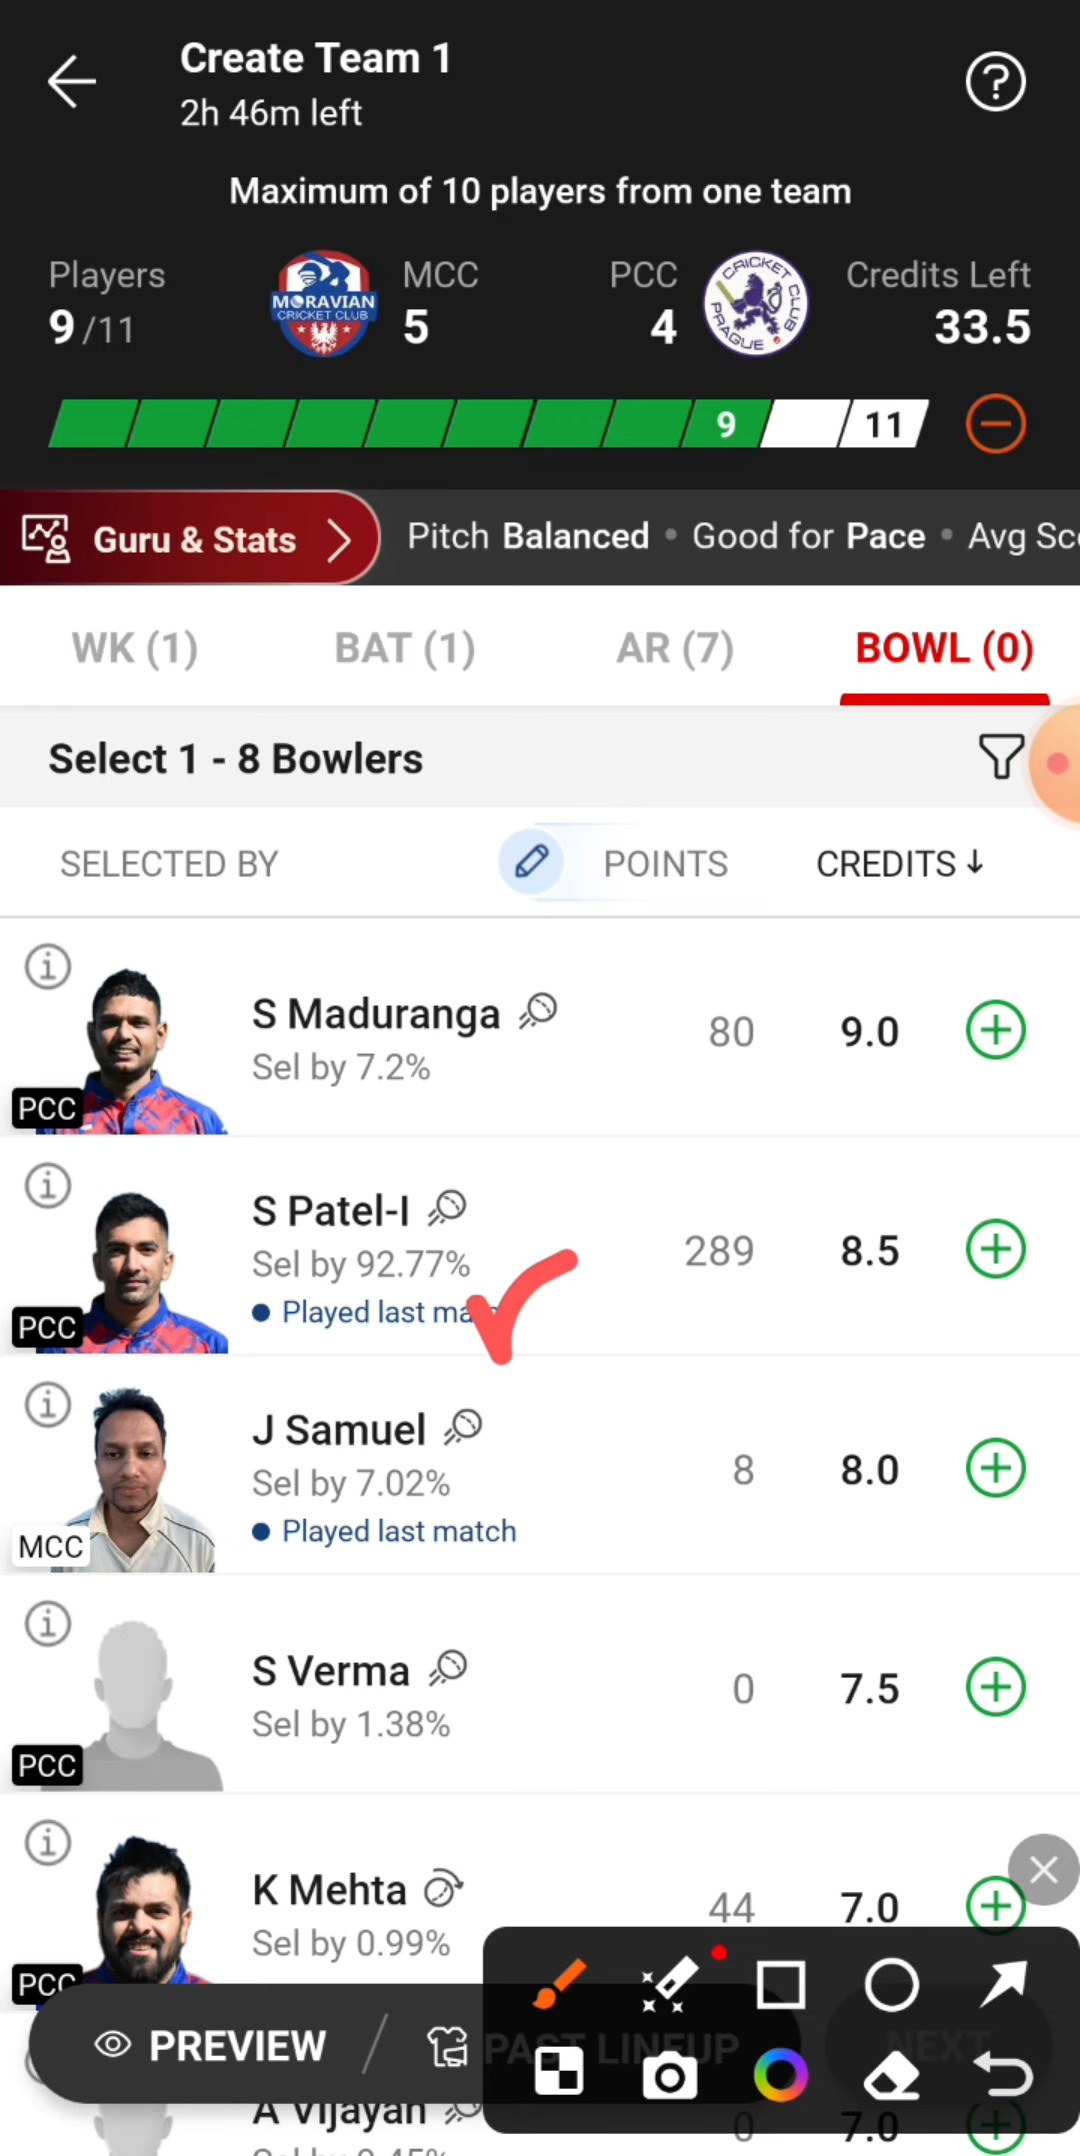 Create Team 1
2h 46m left
Maximum of 10 players from one team
Players
9/11
MORAVIAN
CRICKET CLUB
MCC
5
PCC
4
CRICKET CLUB
PRAGUE
Credits Left
33.5
9
11
Guru & Stats
Pitch Balanced • Good for Pace • Avg Sc
WK (1)
BAT (1)
AR (7)
BOWL (0)
Select 1 - 8 Bowlers
SELECTED BY
POINTS
CREDITS ↓
S Maduranga
Sel by 7.2%
PCC
80
9.0
S Patel-I
Sel by 92.77%
Played last ma
PCC
289
8.5
J Samuel
Sel by 7.02%
Played last match
MCC
8
8.0
S Verma
Sel by 1.38%
PCC
0
7.5
K Mehta
Sel by 0.99%
PCC
44
7.0
PREVIEW
PAST LINEUP
NEXT
A Vijayan
0
7.0